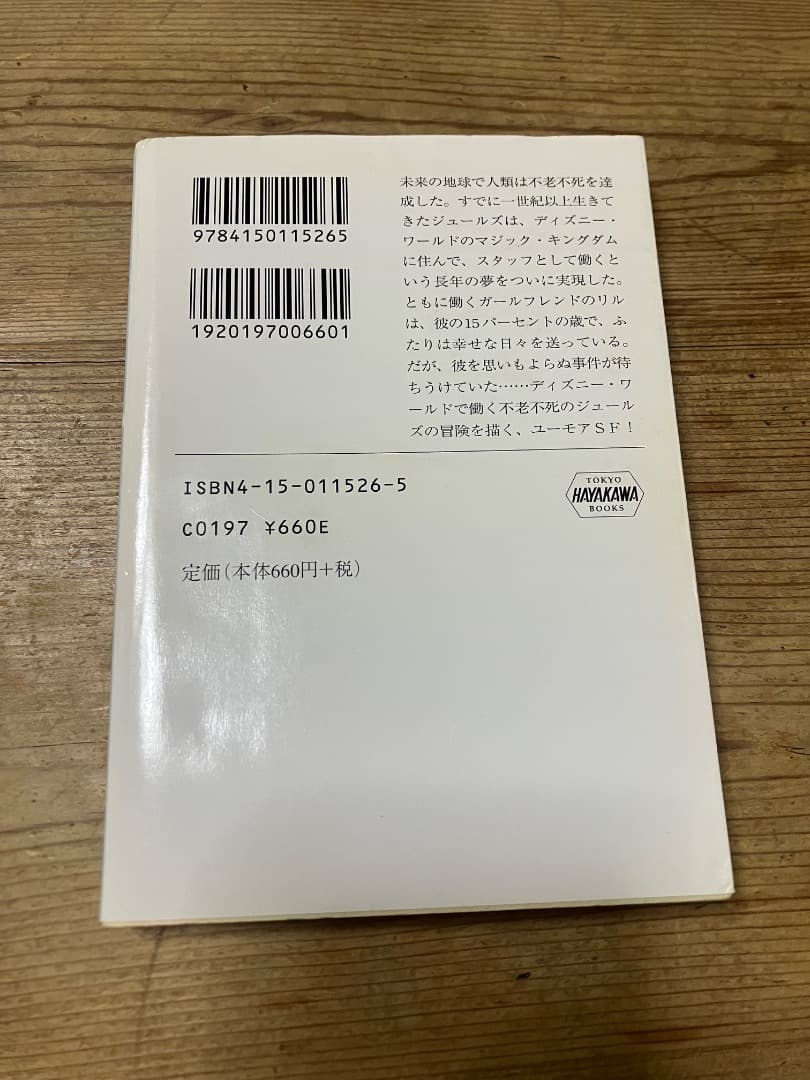 9784150115265
1920197006601
未来の地球で人類は不老不死を達
成した。すでに一世紀以上生きて
きたジュールズは、ディズニー・
ワールドのマジック・キングダム
に住んで、スタッフとして働くと
いう長年の夢をついに実現した。
ともに働くガールフレンドのリル
は、彼の15パーセントの歳で、ふ
たりは幸せな日々を送っている。
だが、彼を思いもよらぬ事件が待
ちうけていた……ディズニー・ワ
ールドで働く不老不死のジュール
ズの冒険を描く、ユーモアSF！
ISBN4-15-011526-5
C0197 ¥660E
定価(本体660円+税)
TOKYO
HAYAKAWA
BOOKS